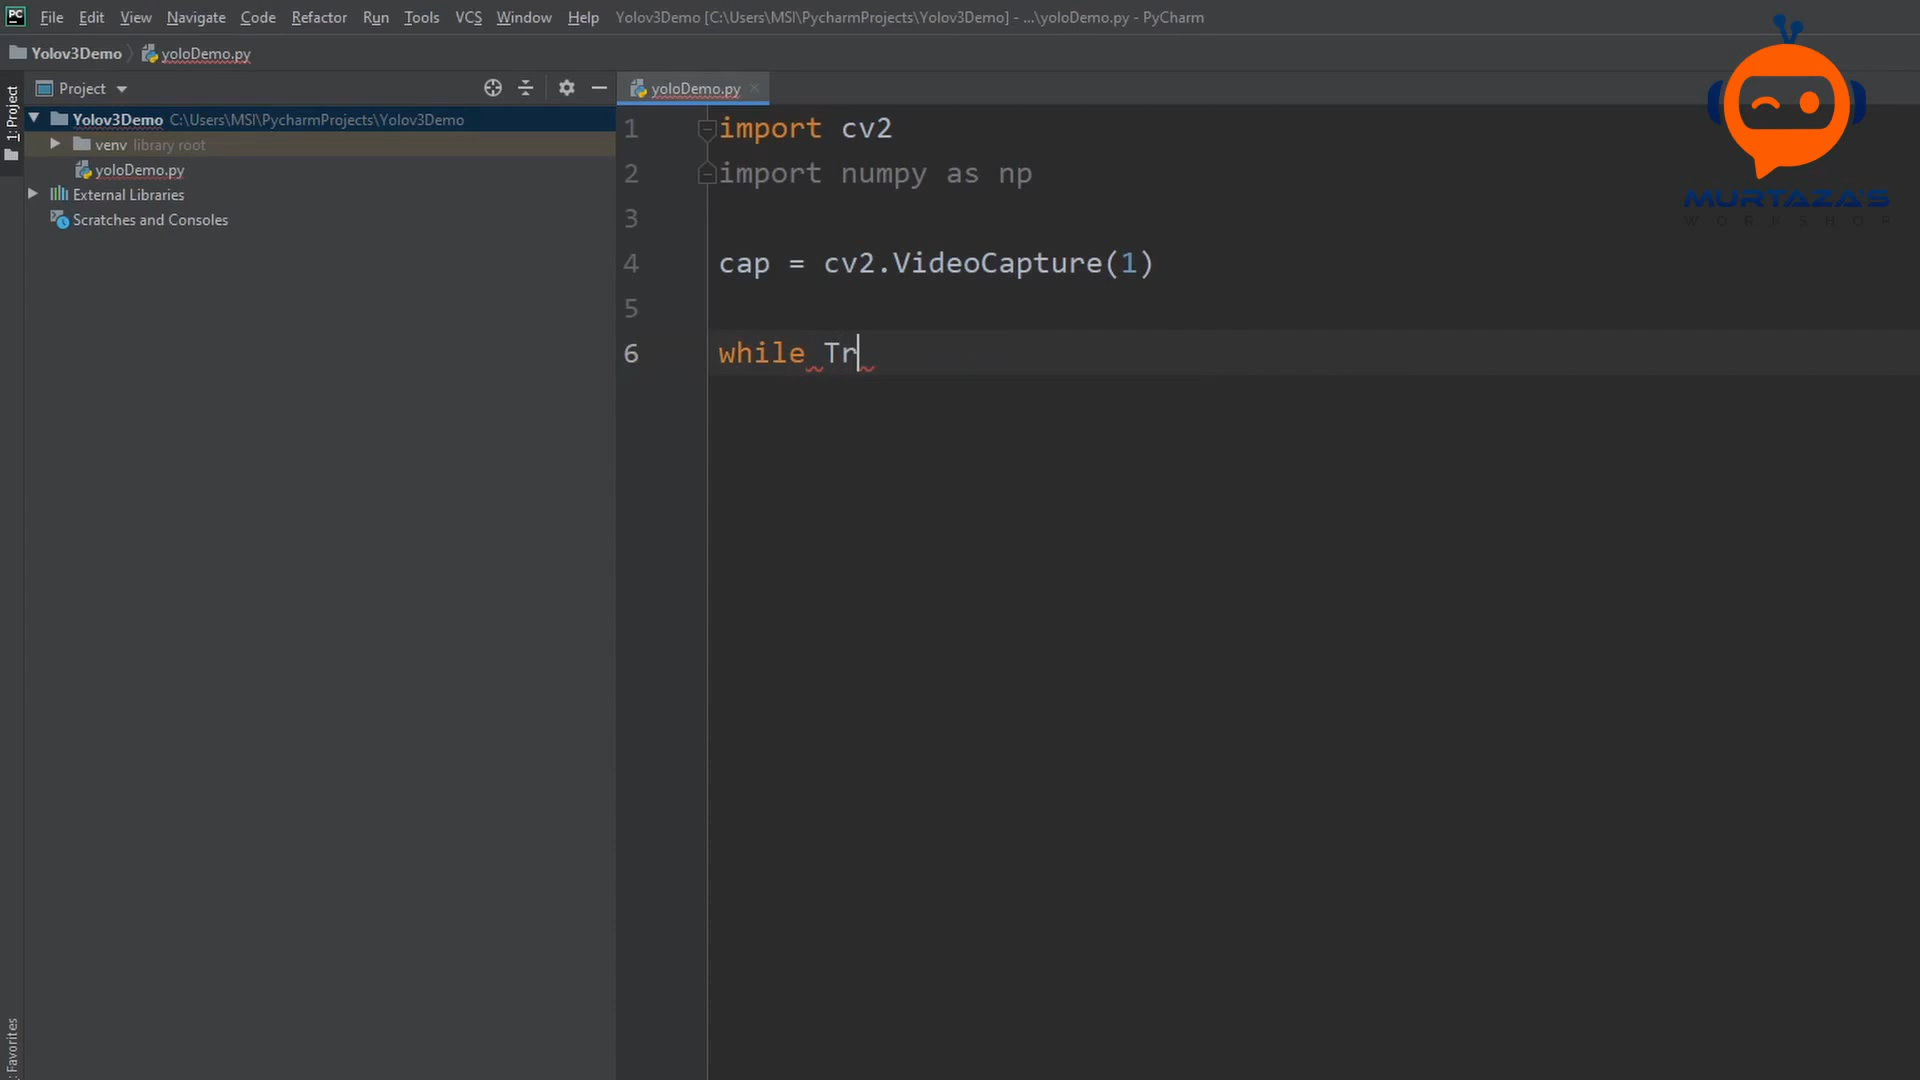 PC File Edit View Navigate Code Refactor Run Tools VCS Window Help Yolov3Demo [C:\Users\MSI\PycharmProjects\Yolov3Demo] - ...\yoloDemo.py - PyCharm
Yolov3Demo yoloDemo.py
1: Project
Project
yoloDemo.py
Yolov3Demo C:\Users\MSI\PycharmProjects\Yolov3Demo
venv library root
yoloDemo.py
External Libraries
Scratches and Consoles
1 import cv2
2 import numpy as np
3
4 cap = cv2.VideoCapture(1)
5
6 while Tr
MURTAZA'S
WORKSHOP
: Favorites